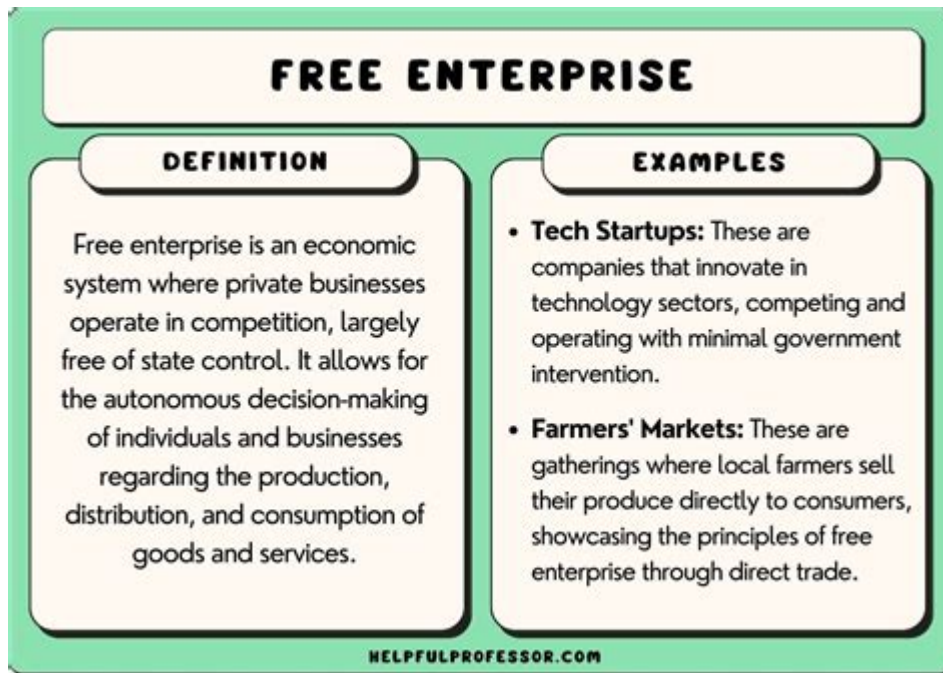 FREE ENTERPRISE
DEFINITION
Free enterprise is an economic
system where private businesses
operate in competition, largely
free of state control. It allows for
the autonomous decision-making
of individuals and businesses
regarding the production,
distribution, and consumption of
goods and services.
EXAMPLES
• Tech Startups: These are
companies that innovate in
technology sectors, competing and
operating with minimal government
intervention.
• Farmers' Markets: These are
gatherings where local farmers sell
their produce directly to consumers,
showcasing the principles of free
enterprise through direct trade.
HELPFULPROFESSOR.COM